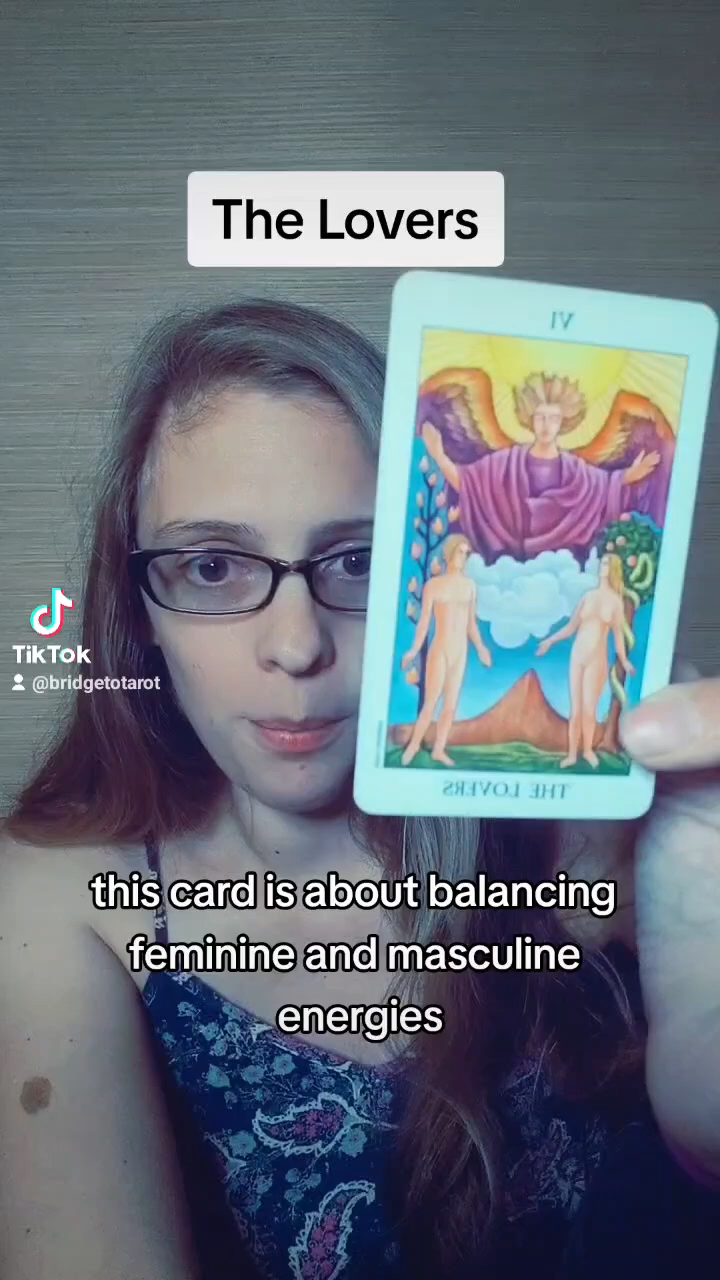 The Lovers
VI
TikTok
@bridgetotarot
THE LOVERS
this card is about balancing
feminine and masculine
energies